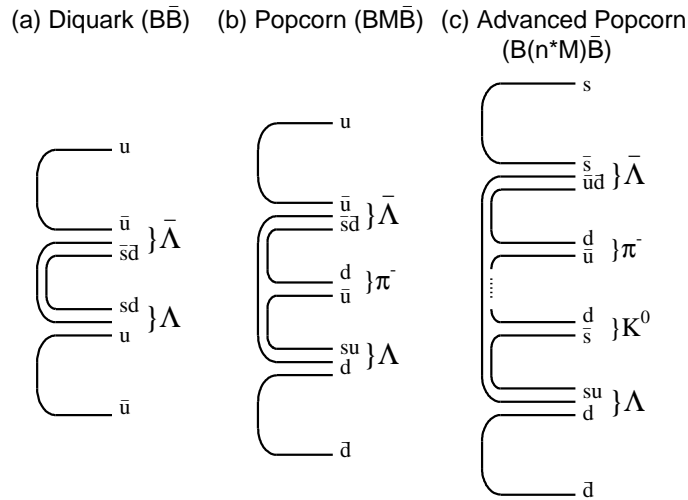 (a) Diquark (BB̄)
u
ū
s̄d̄ } Λ̄
sd
} Λ
u
ū
(b) Popcorn (BMB̄)
u
ū
s̄d̄ } Λ̄
d
ū } π⁻
su
d } Λ
d̄
(c) Advanced Popcorn
(B(n*M)B̄)
s
s̄
ūd̄ } Λ̄
d
ū } π⁻
d
s̄ } K⁰
su
d } Λ
d̄